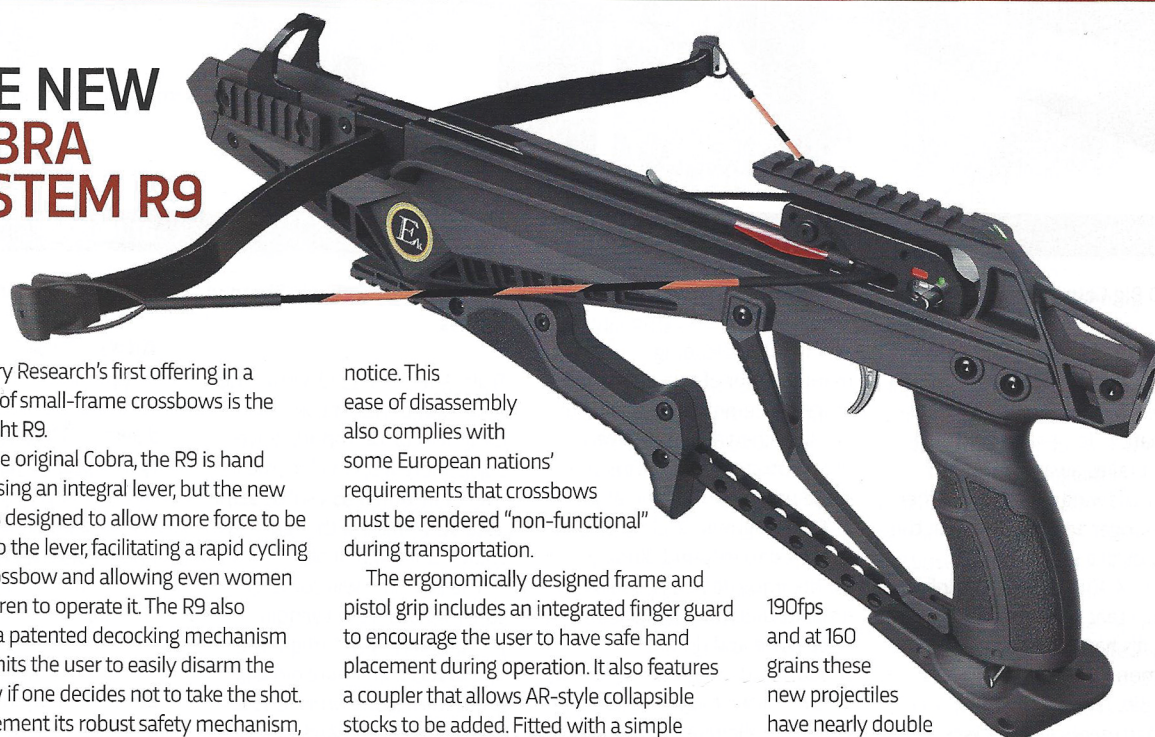 E NEW
BRA
STEM R9
Ek
ry Research's first offering in a
of small-frame crossbows is the
ht R9.
e original Cobra, the R9 is hand
sing an integral lever, but the new
s designed to allow more force to be
o the lever, facilitating a rapid cycling
ossbow and allowing even women
ren to operate it. The R9 also
a patented decocking mechanism
mits the user to easily disarm the
if one decides not to take the shot.
ement its robust safety mechanism,
notice. This
ease of disassembly
also complies with
some European nations'
requirements that crossbows
must be rendered "non-functional"
during transportation.
The ergonomically designed frame and
pistol grip includes an integrated finger guard
to encourage the user to have safe hand
placement during operation. It also features
a coupler that allows AR-style collapsible
stocks to be added. Fitted with a simple
190fps
and at 160
grains these
new projectiles
have nearly double